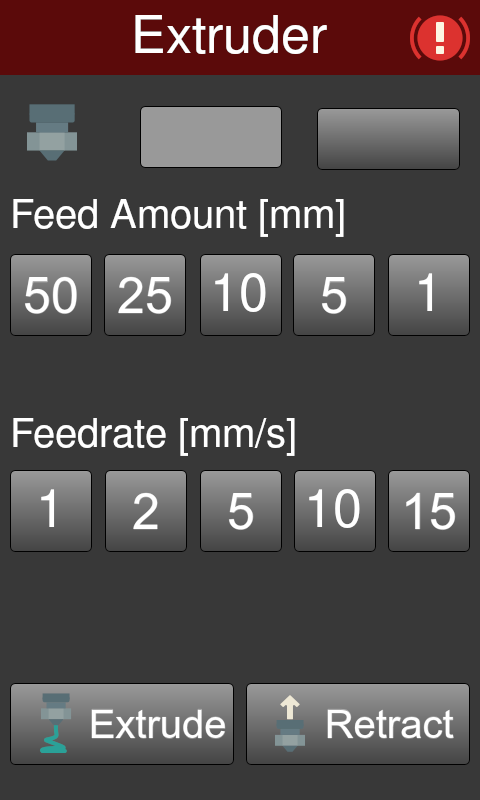 Extruder
Feed Amount [mm]
50 25 10 5 1
Feedrate [mm/s]
1 2 5 10 15
Extrude Retract